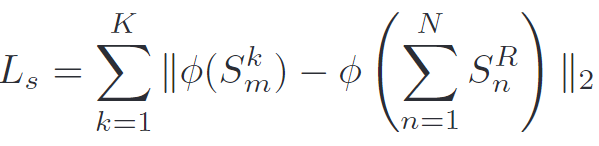 $L_s = \sum_{k=1}^{K} \| \phi(S_m^k) - \phi \left( \sum_{n=1}^{N} S_n^R \right) \|_2$